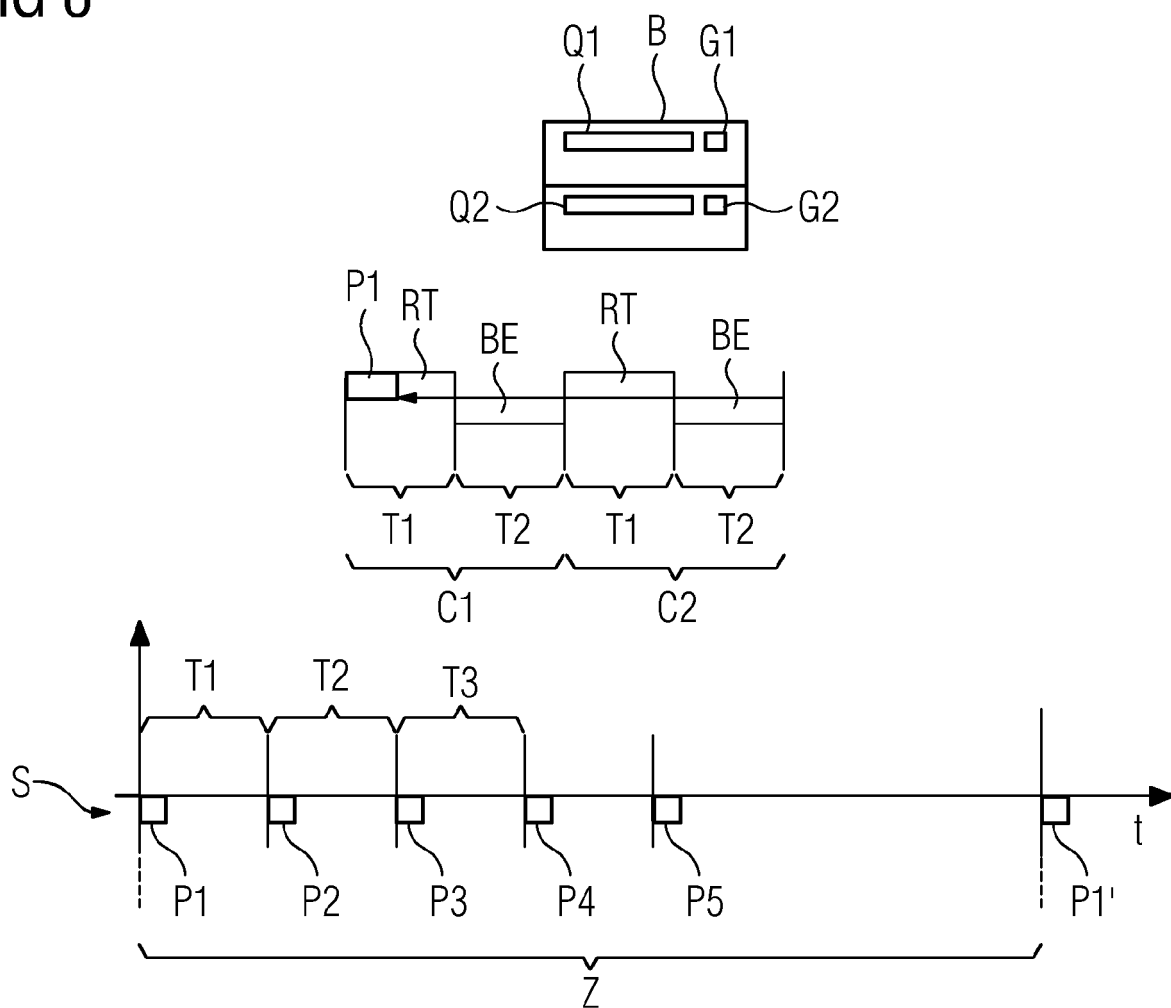 Q1 B G1
Q2 G2
P1 RT BE RT BE
T1 T2 T1 T2
C1 C2
T1 T2 T3
S
t
P1 P2 P3 P4 P5 P1'
Z